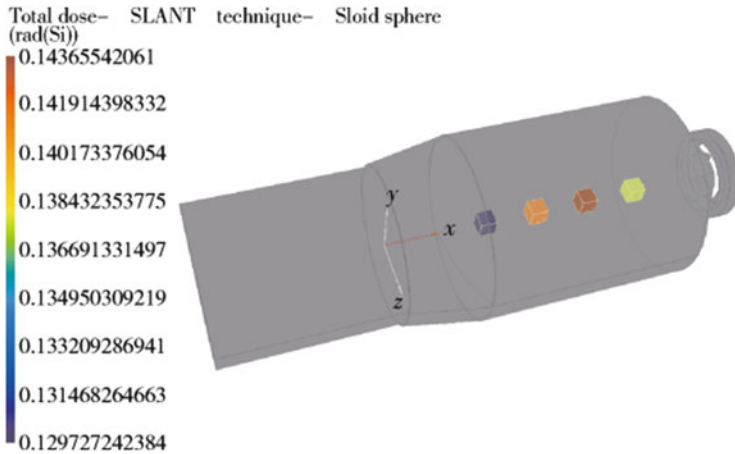 Total dose– SLANT technique– Sloid sphere
(rad(Si))
0.14365542061
0.141914398332
0.140173376054
0.138432353775
0.136691331497
0.134950309219
0.133209286941
0.131468264663
0.129727242384
y
x
z